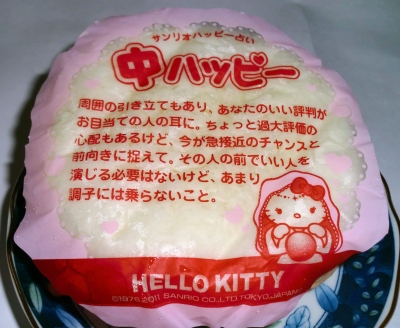 サンリオハッピー占い
中ハッピー
周囲の引き立てもあり、あなたのいい評判が
お目当ての人の耳に。ちょっと過大評価の
心配もあるけど、今が急接近のチャンスと
前向きに捉えて。その人の前でいい人を
演じる必要はないけど、あまり
調子には乗らないこと。
HELLO KITTY
©1976, 2011 SANRIO CO.,LTD.TOKYO,JAPAN